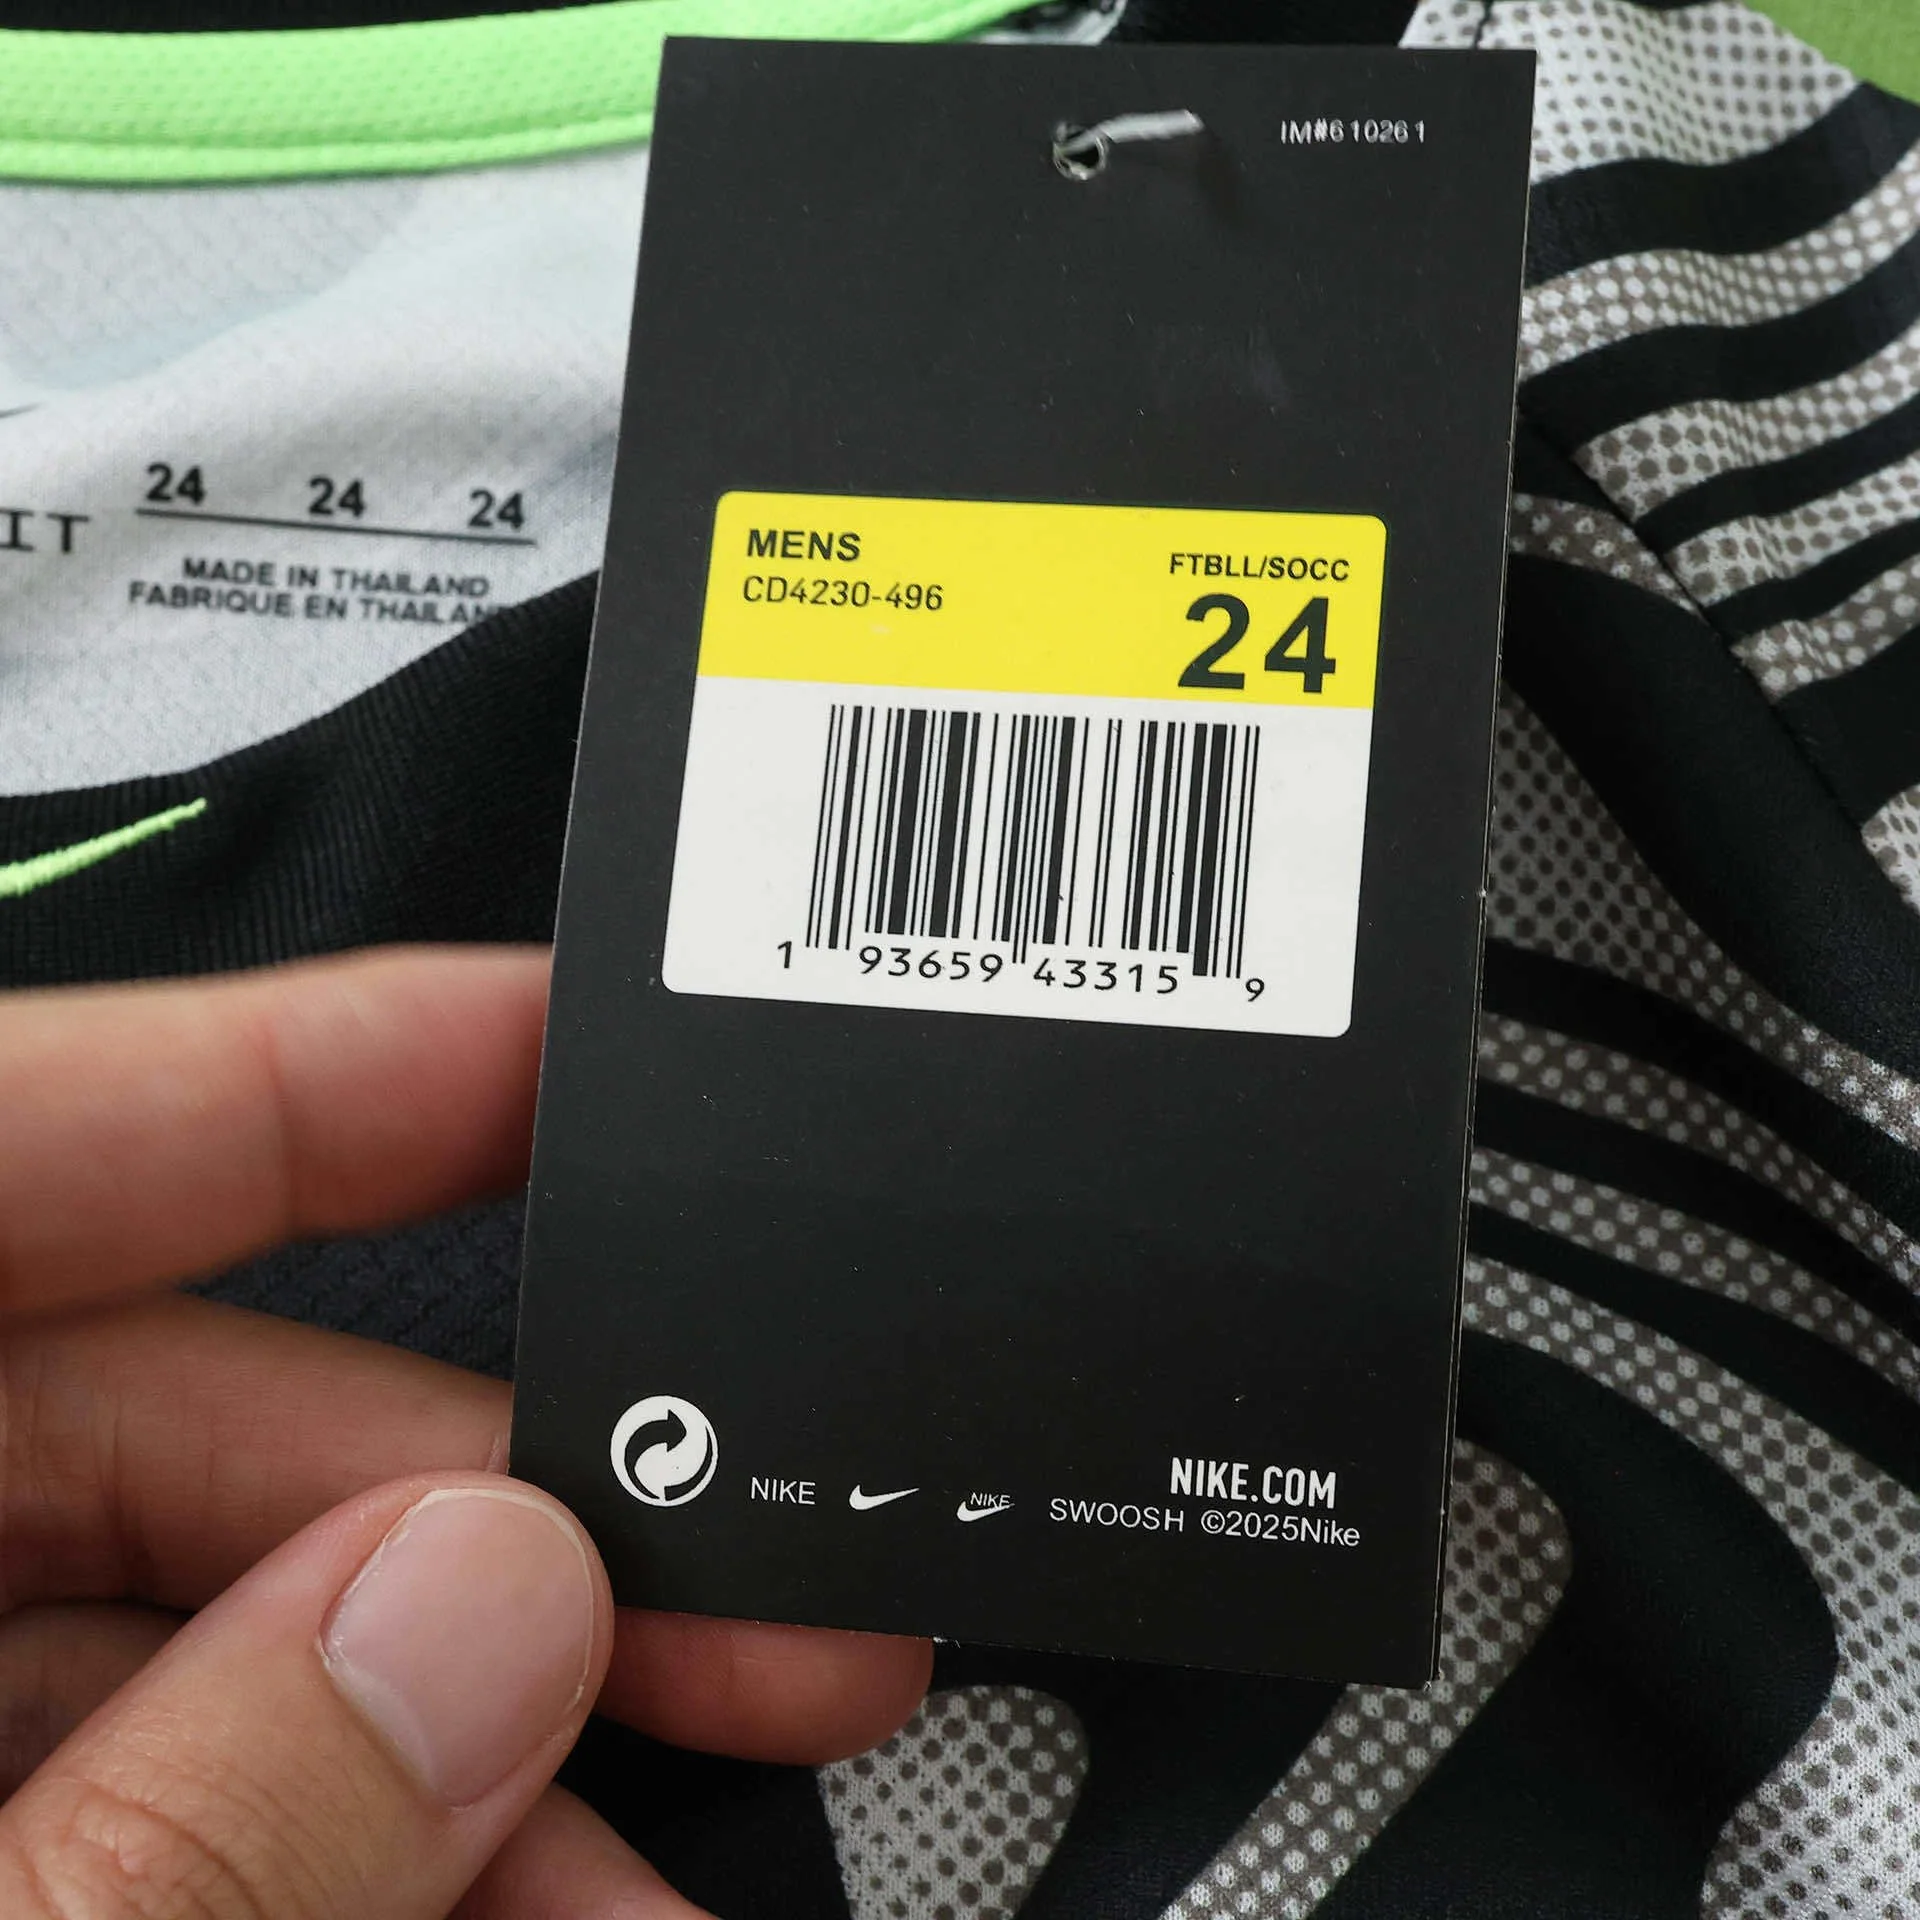 IM#610261
24 24 24
IT
MADE IN THAILAND
FABRIQUE EN THAILAN
MENS
FTBLL/SOCC
CD4230-496
24
1 93659 43315 9
NIKE NIKE SWOOSH
NIKE.COM
©2025Nike